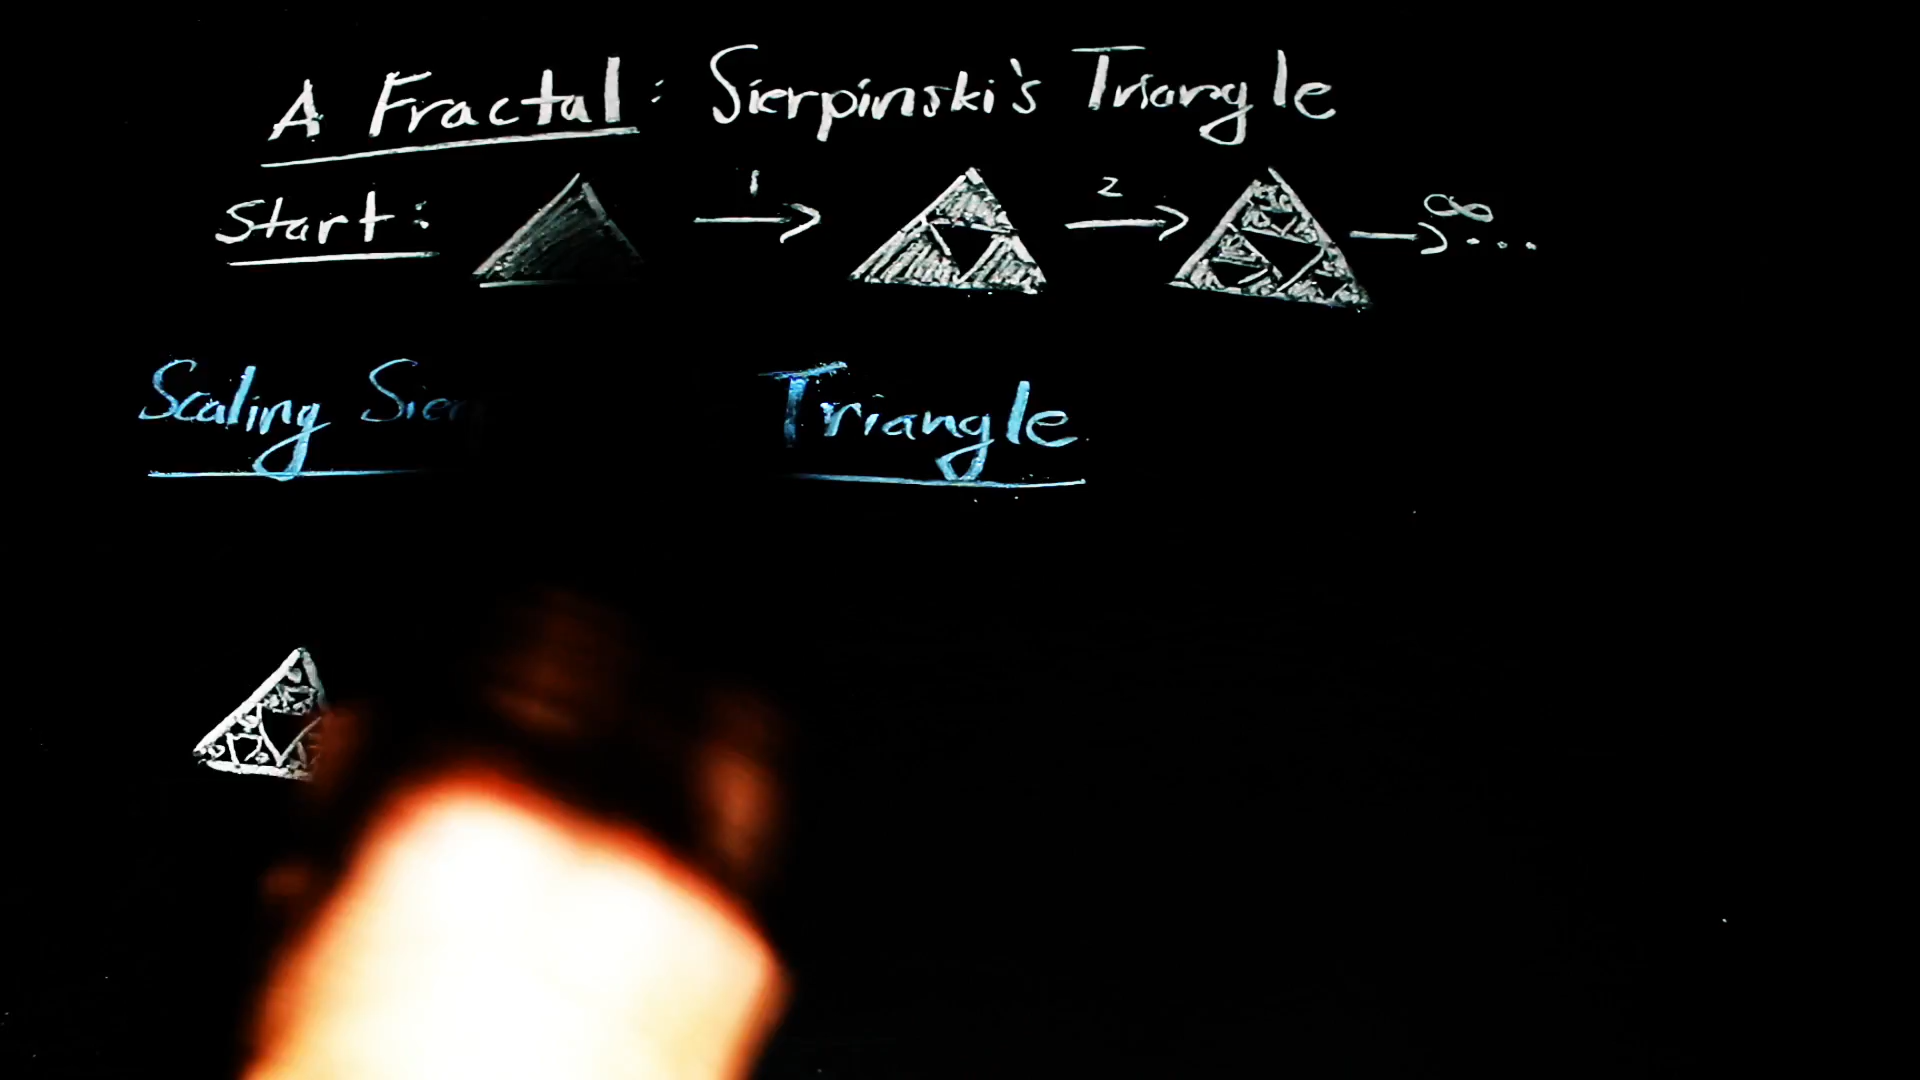 A Fractal: Sierpinski's Triangle
Start: 1 2 ∞ ...
Scaling Triangle